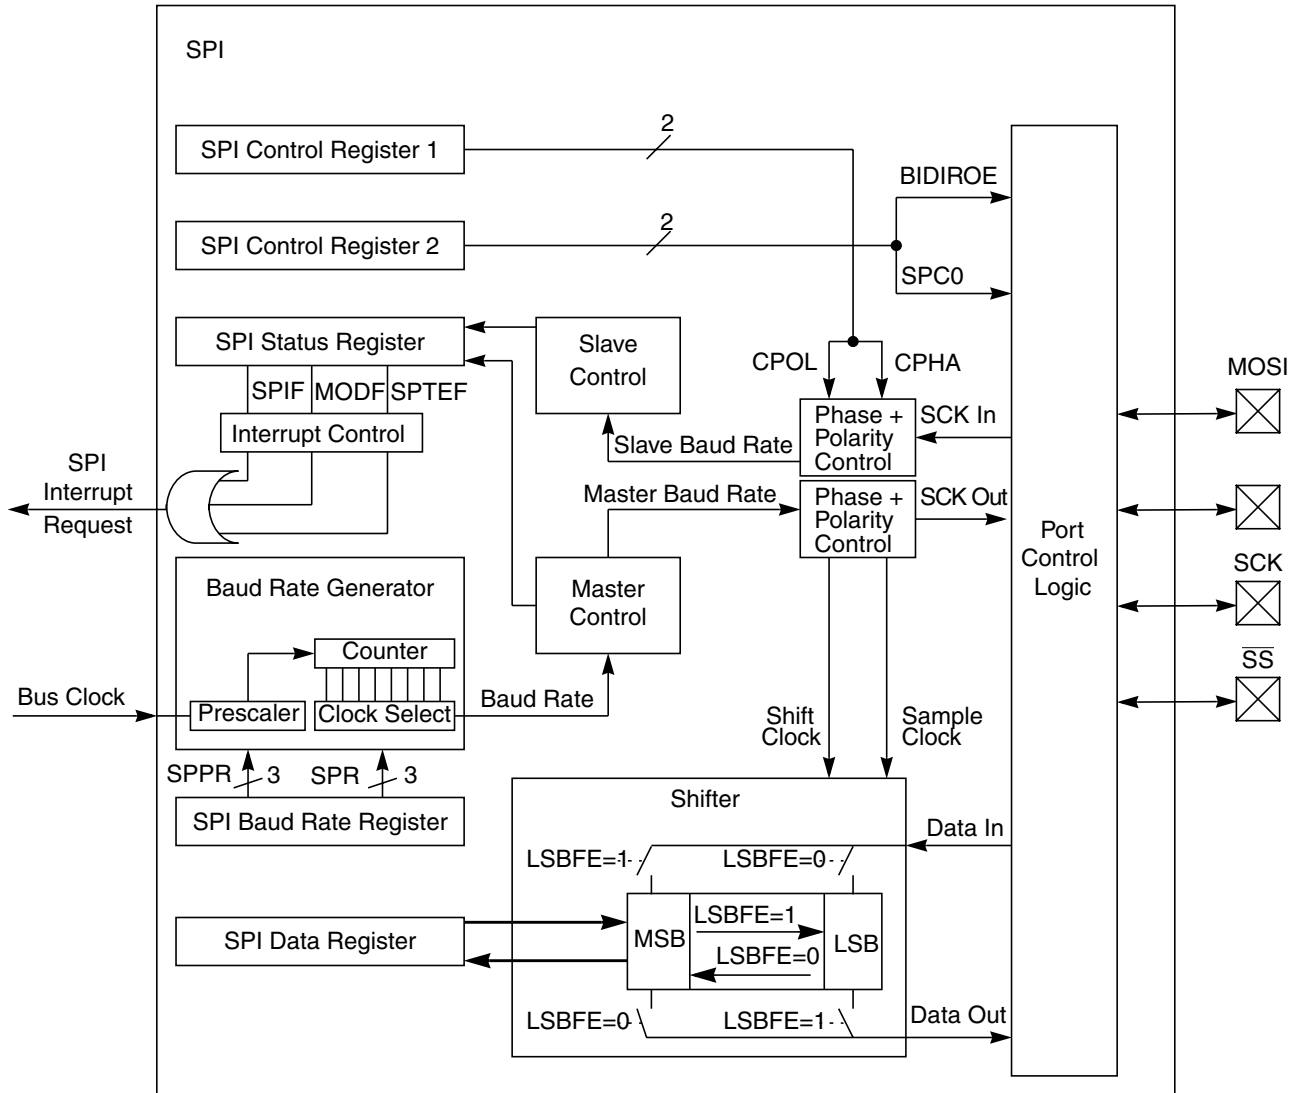 SPI
SPI Control Register 1
2
BIDIROE
SPI Control Register 2
2
SPC0
SPI Status Register
Slave
Control
CPOL
CPHA
MOSI
SPIF
MODF
SPTEF
Interrupt Control
Phase +
Polarity
Control
SCK In
Slave Baud Rate
SPI
Interrupt
Request
Master Baud Rate
Phase +
Polarity
Control
SCK Out
Port
Control
Logic
SCK
Baud Rate Generator
Master
Control
Counter
SS
Bus Clock
Prescaler
Clock Select
Baud Rate
Shift
Clock
Sample
Clock
SPPR
3
SPR
3
SPI Baud Rate Register
Shifter
Data In
LSBFE=1
LSBFE=0
SPI Data Register
MSB
LSBFE=1
LSBFE=0
LSB
LSBFE=0
LSBFE=1
Data Out